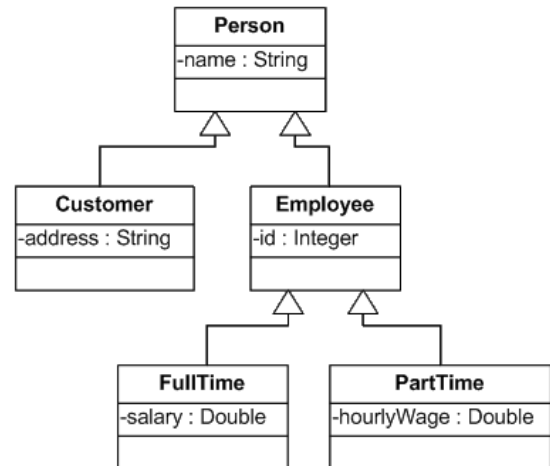 Person
-name : String
Customer
-address : String
Employee
-id : Integer
FullTime
-salary : Double
PartTime
-hourlyWage : Double